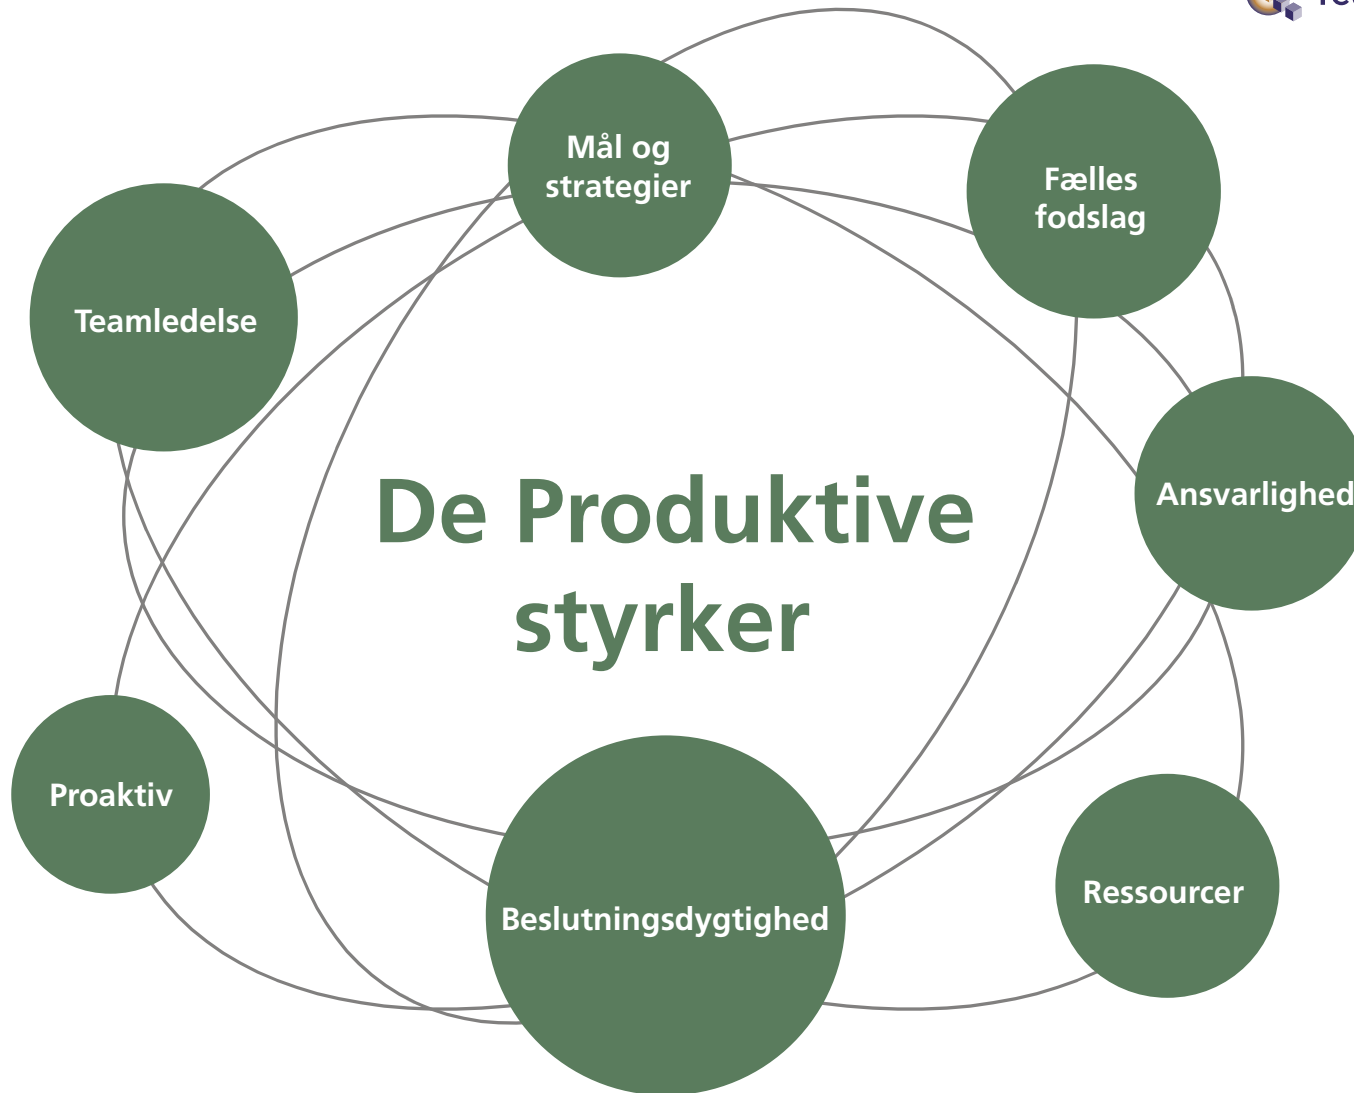 Mål og
strategier
Fælles
fodslag
Teamledelse
Ansvarlighed
De Produktive
styrker
Proaktiv
Beslutningsdygtighed
Ressourcer